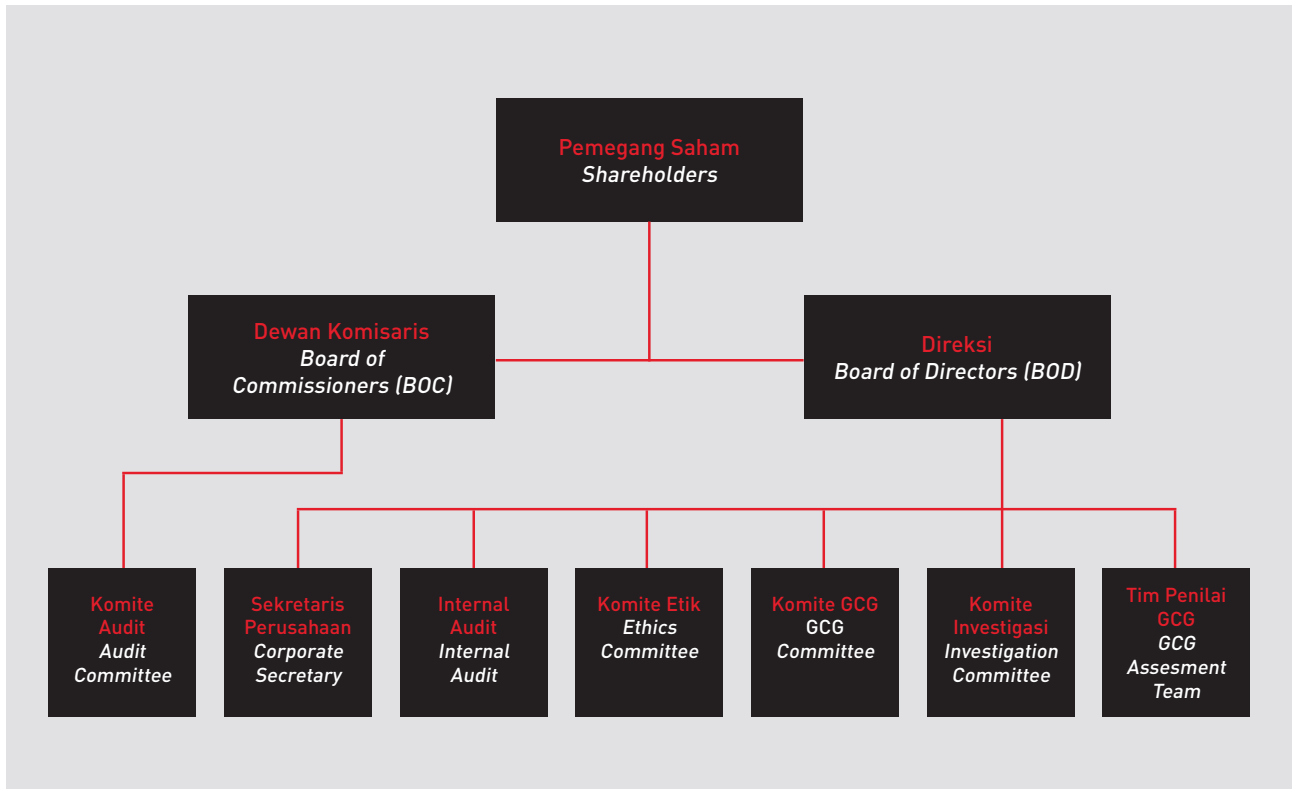 Pemegang Saham
Shareholders
Dewan Komisaris
Board of
Commissioners (BOC)
Direksi
Board of Directors (BOD)
Komite
Audit
Audit
Committee
Sekretaris
Perusahaan
Corporate
Secretary
Internal
Audit
Internal
Audit
Komite Etik
Ethics
Committee
Komite GCG
GCG
Committee
Komite
Investigasi
Investigation
Committee
Tim Penilai
GCG
GCG
Assesment
Team